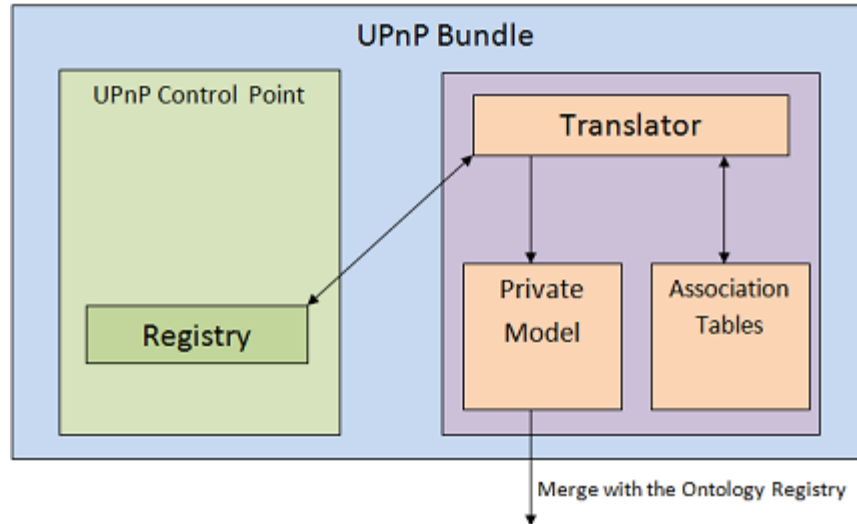 UPnP Bundle
UPnP Control Point
Translator
Registry
Private
Model
Association
Tables
Merge with the Ontology Registry